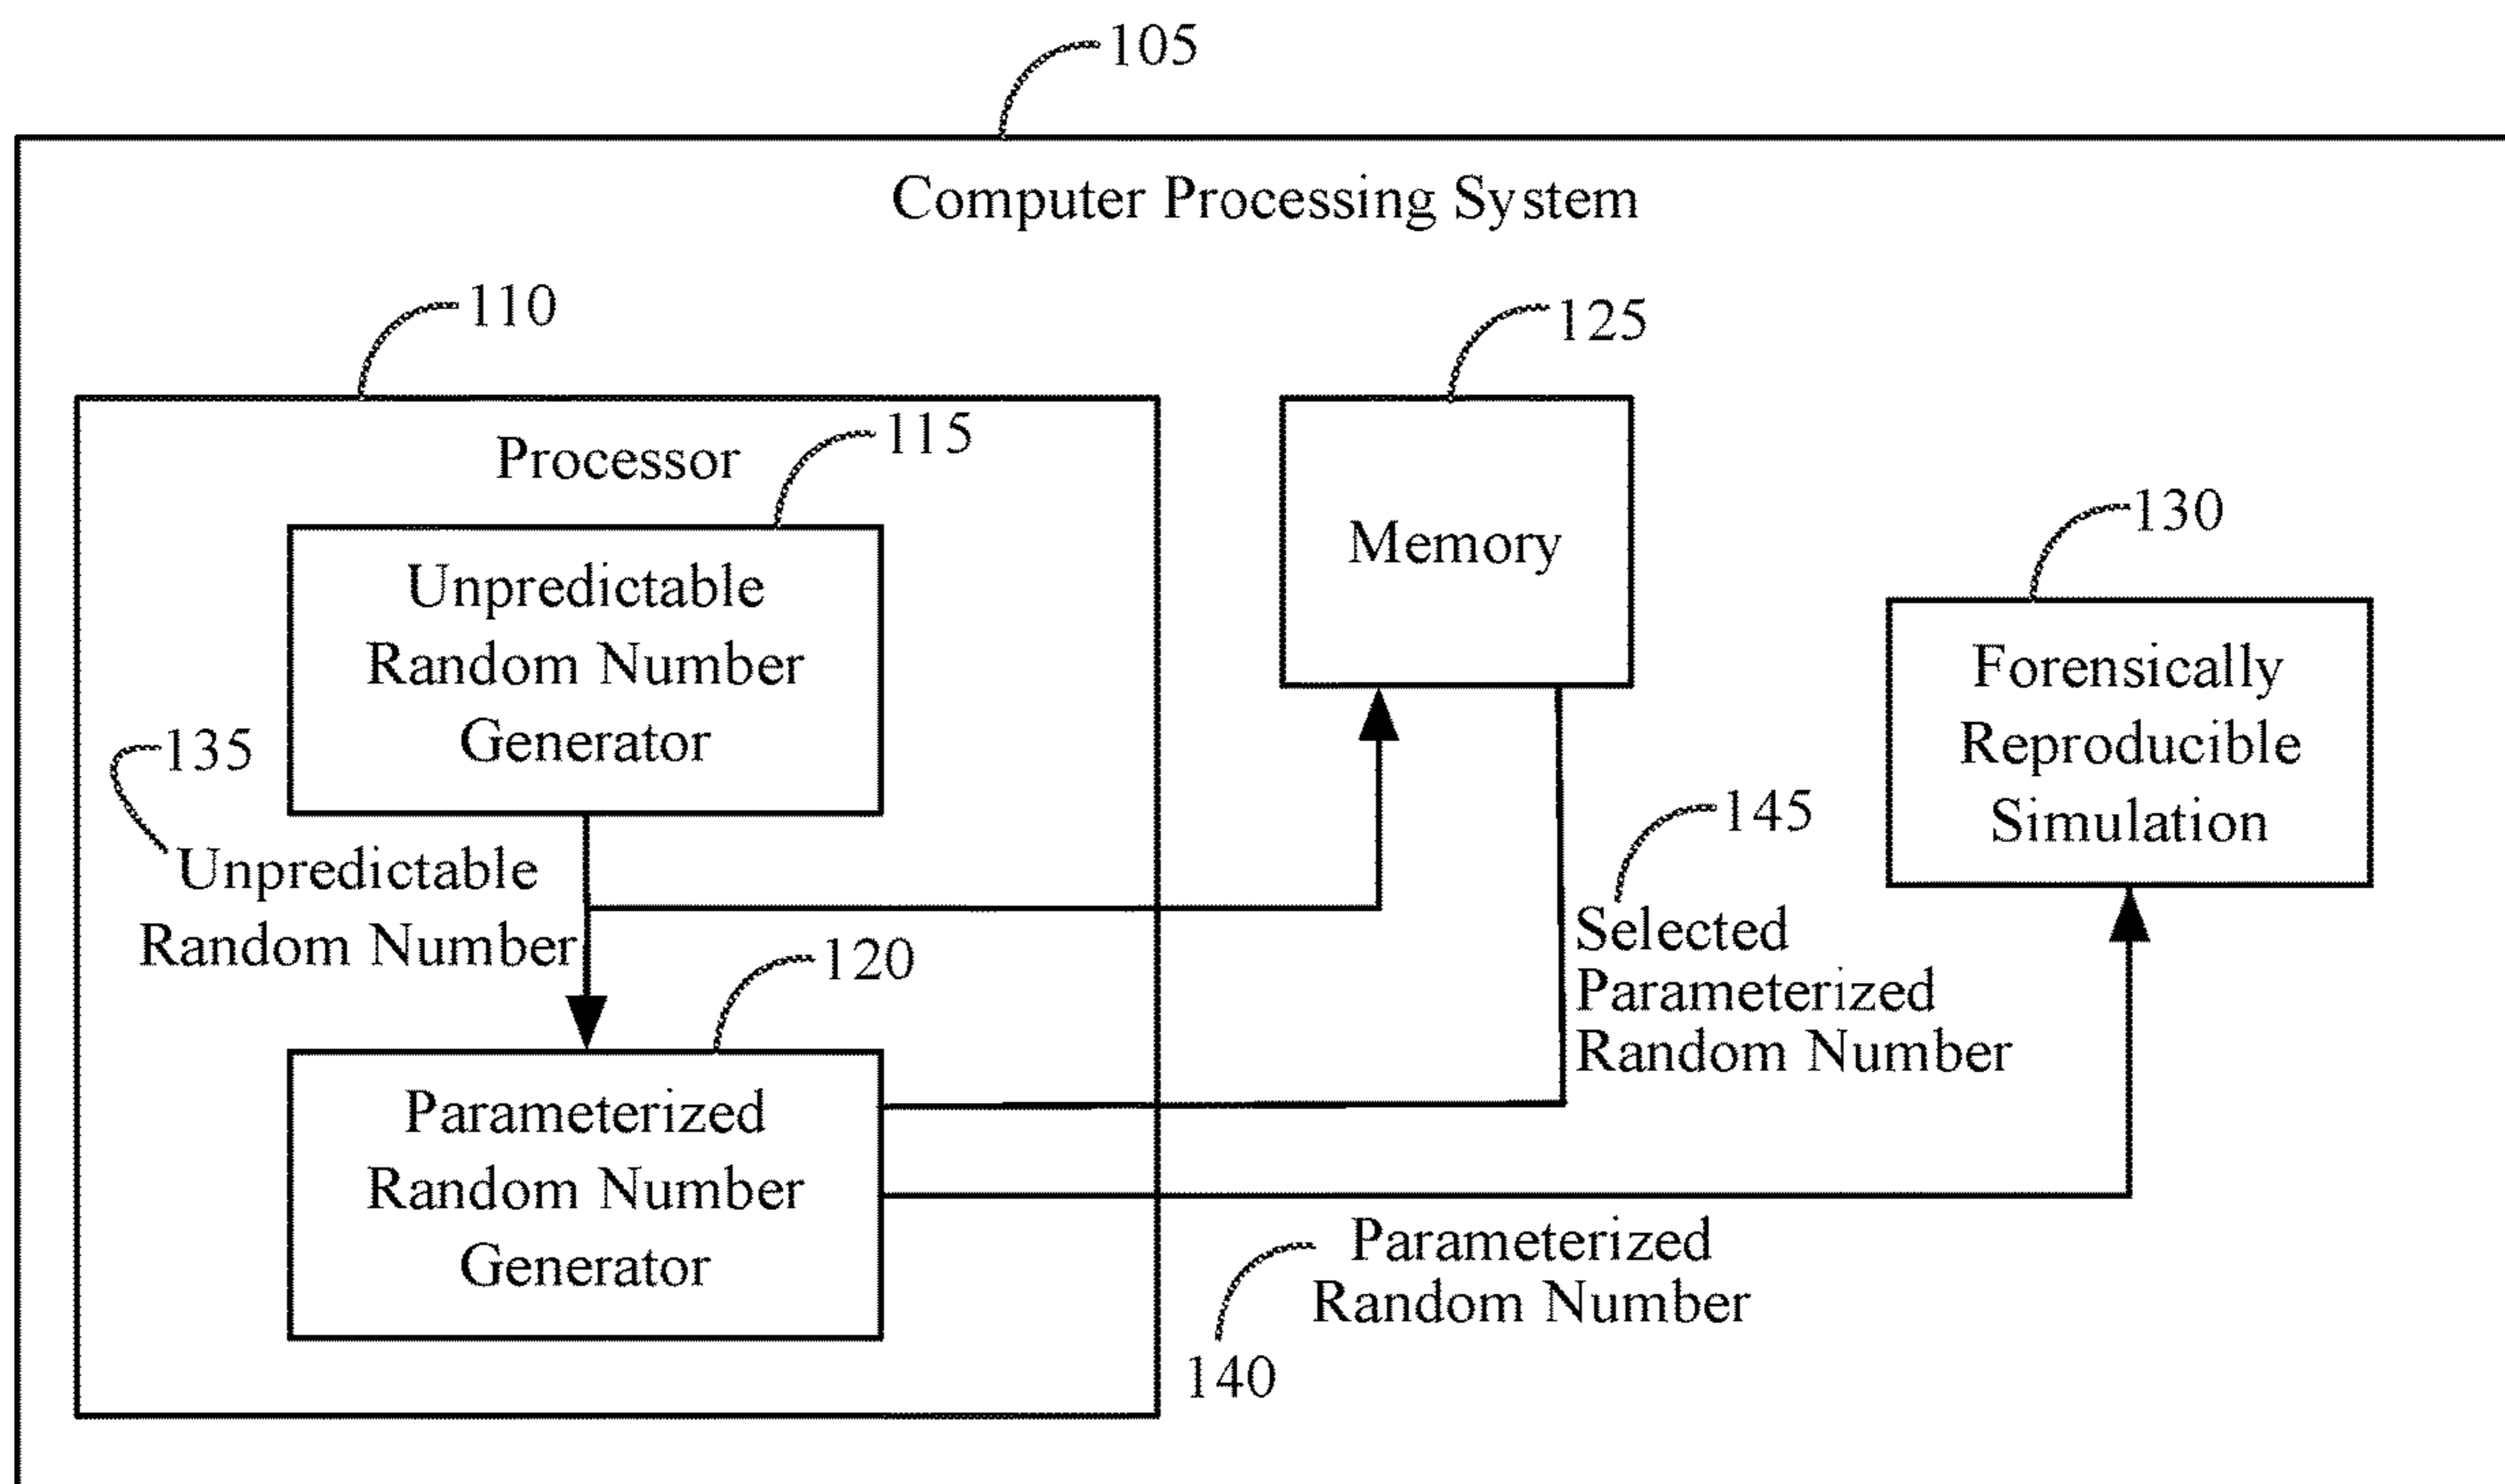 105
Computer Processing System
110
125
Processor
115
130
Memory
Unpredictable
Random Number
Generator
Forensically
Reproducible
Simulation
135
145
Unpredictable
Random Number
Selected
Parameterized
Random Number
120
Parameterized
Random Number
Generator
Parameterized
Random Number
140